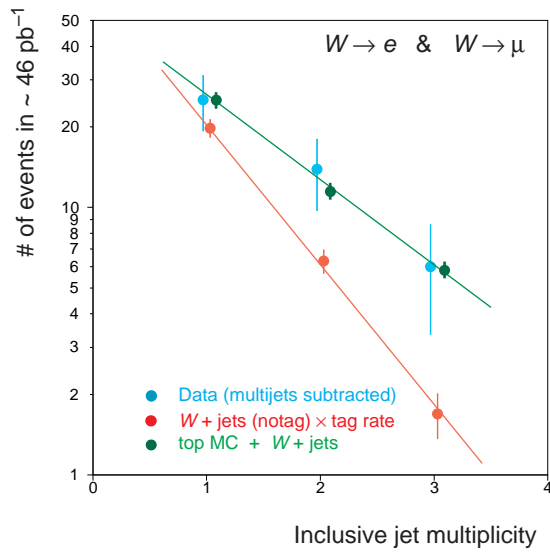 W → e & W → μ
# of events in ~ 46 pb⁻¹
50
40
30
20
10
9
8
7
6
5
4
3
2
1
Data (multijets subtracted)
W + jets (notag) × tag rate
top MC + W + jets
0 1 2 3 4
Inclusive jet multiplicity